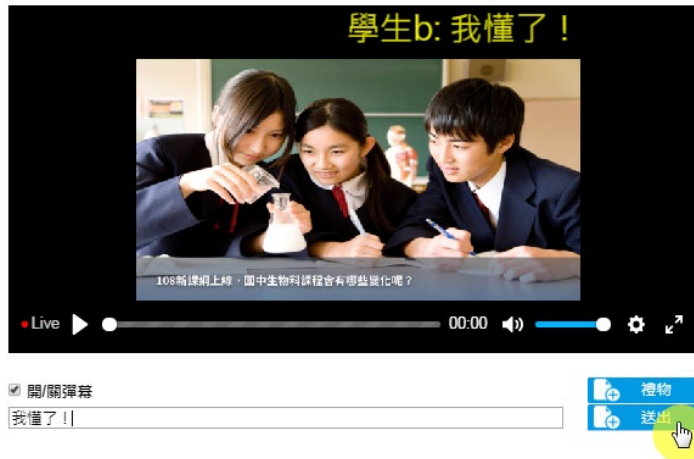 學生b: 我懂了！
108新課綱上線，國中生物科課程會有哪些變化呢？
Live
00:00
開/關彈幕
禮物
我懂了！
送出